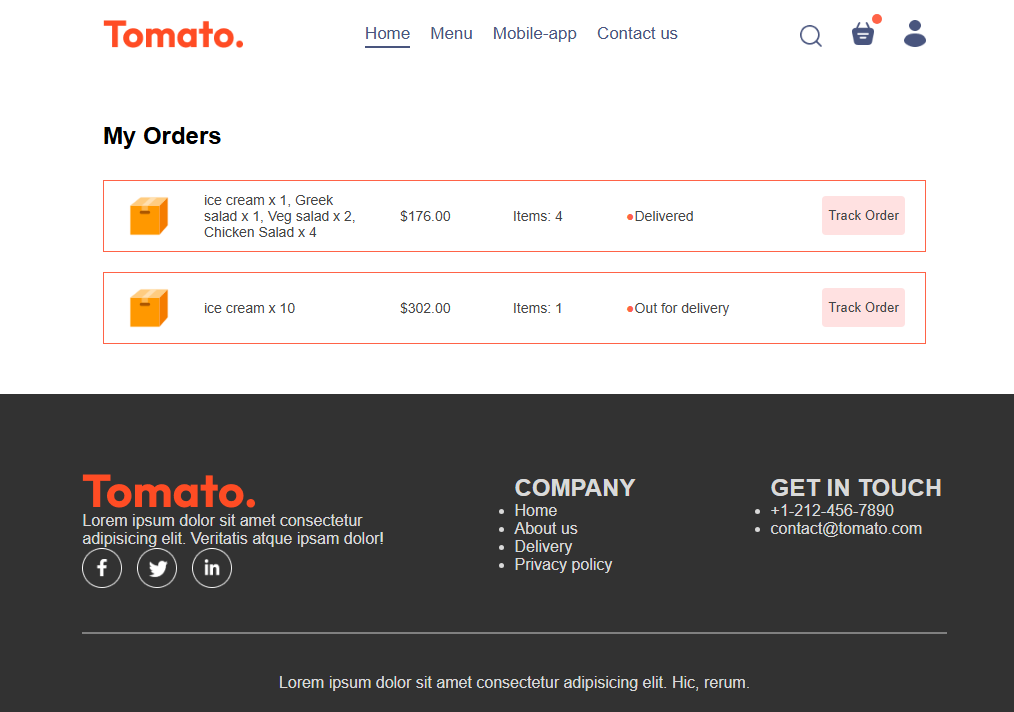 Tomato.
Home Menu Mobile-app Contact us
My Orders
ice cream x 1, Greek
salad x 1, Veg salad x 2,
Chicken Salad x 4
$176.00
Items: 4
Delivered
Track Order
ice cream x 10
$302.00
Items: 1
Out for delivery
Track Order
Tomato.
Lorem ipsum dolor sit amet consectetur
adipisicing elit. Veritatis atque ipsam dolor!
f
in
COMPANY
Home
About us
Delivery
Privacy policy
GET IN TOUCH
+1-212-456-7890
contact@tomato.com
Lorem ipsum dolor sit amet consectetur adipisicing elit. Hic, rerum.